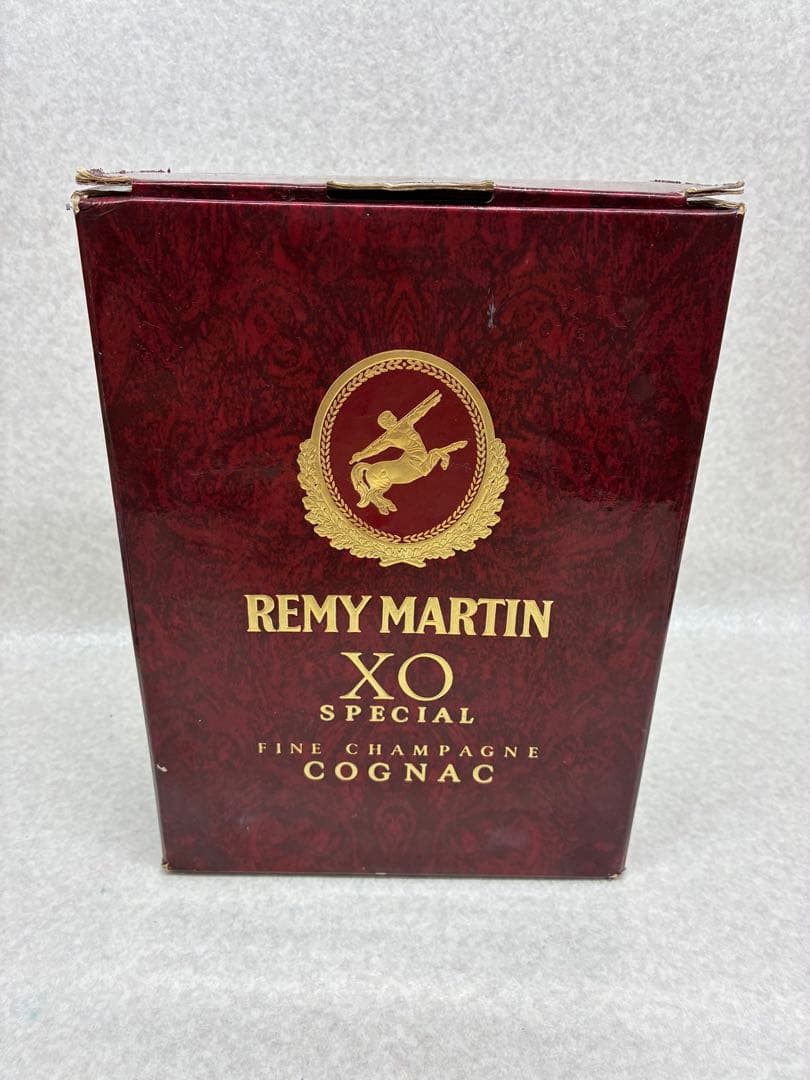 REMY MARTIN
XO
SPECIAL
FINE CHAMPAGNE
COGNAC